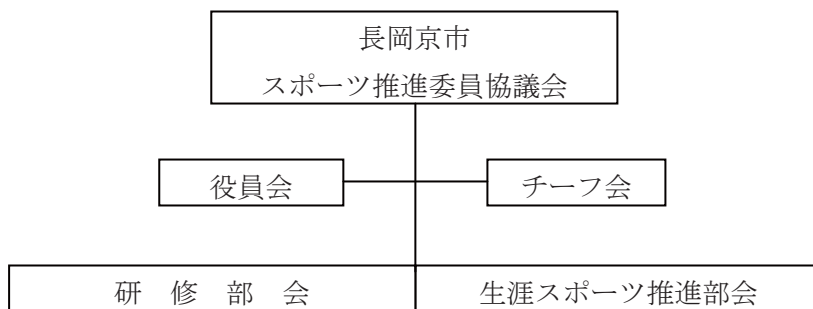 長岡京市
スポーツ推進委員協議会
役員会
チーフ会
研　修　部　会
生涯スポーツ推進部会